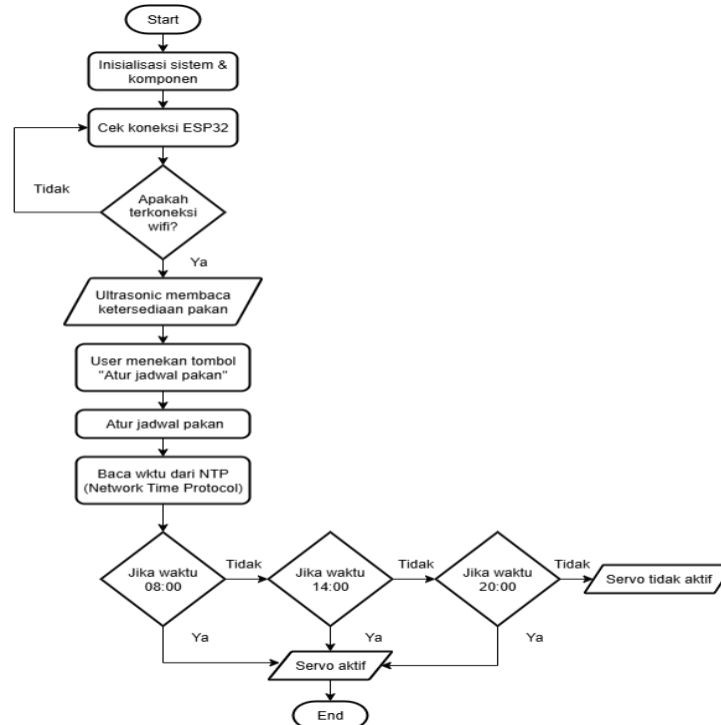 Start
Inisialisasi sistem &
komponen
Cek koneksi ESP32
Tidak
Apakah
terkoneksi
wifi?
Ya
Ultrasonic membaca
ketersediaan pakan
User menekan tombol
"Atur jadwal pakan"
Atur jadwal pakan
Baca wktu dari NTP
(Network Time Protocol)
Jika waktu
08:00
Tidak
Jika waktu
14:00
Tidak
Jika waktu
20:00
Tidak
Servo tidak aktif
Ya
Ya
Ya
Servo aktif
End